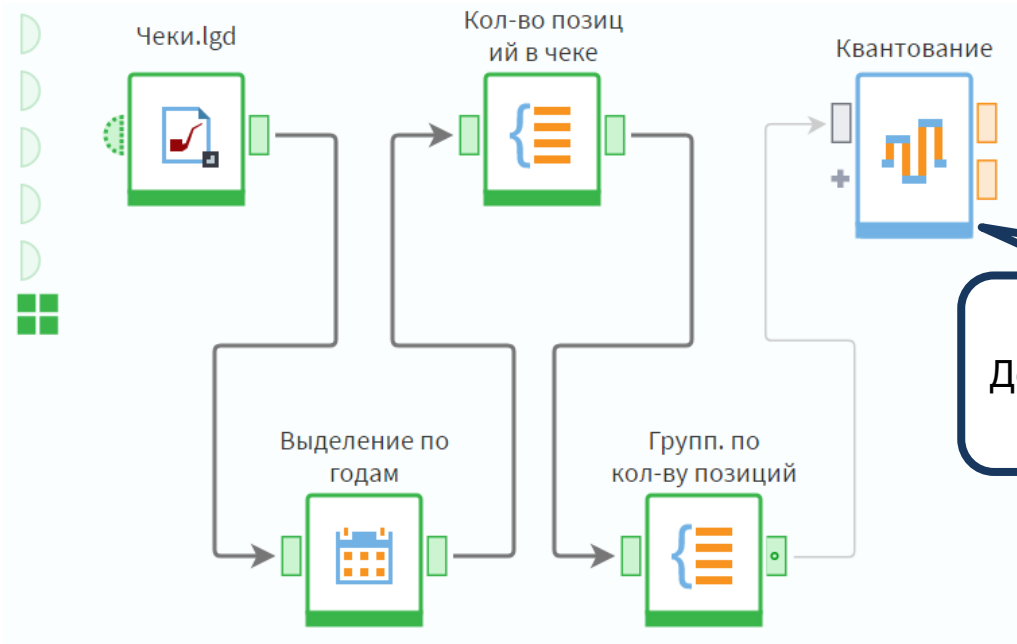 Чеки.lgd
Кол-во позиц
ий в чеке
Квантование
Выделение по
годам
Групп. по
кол-ву позиций